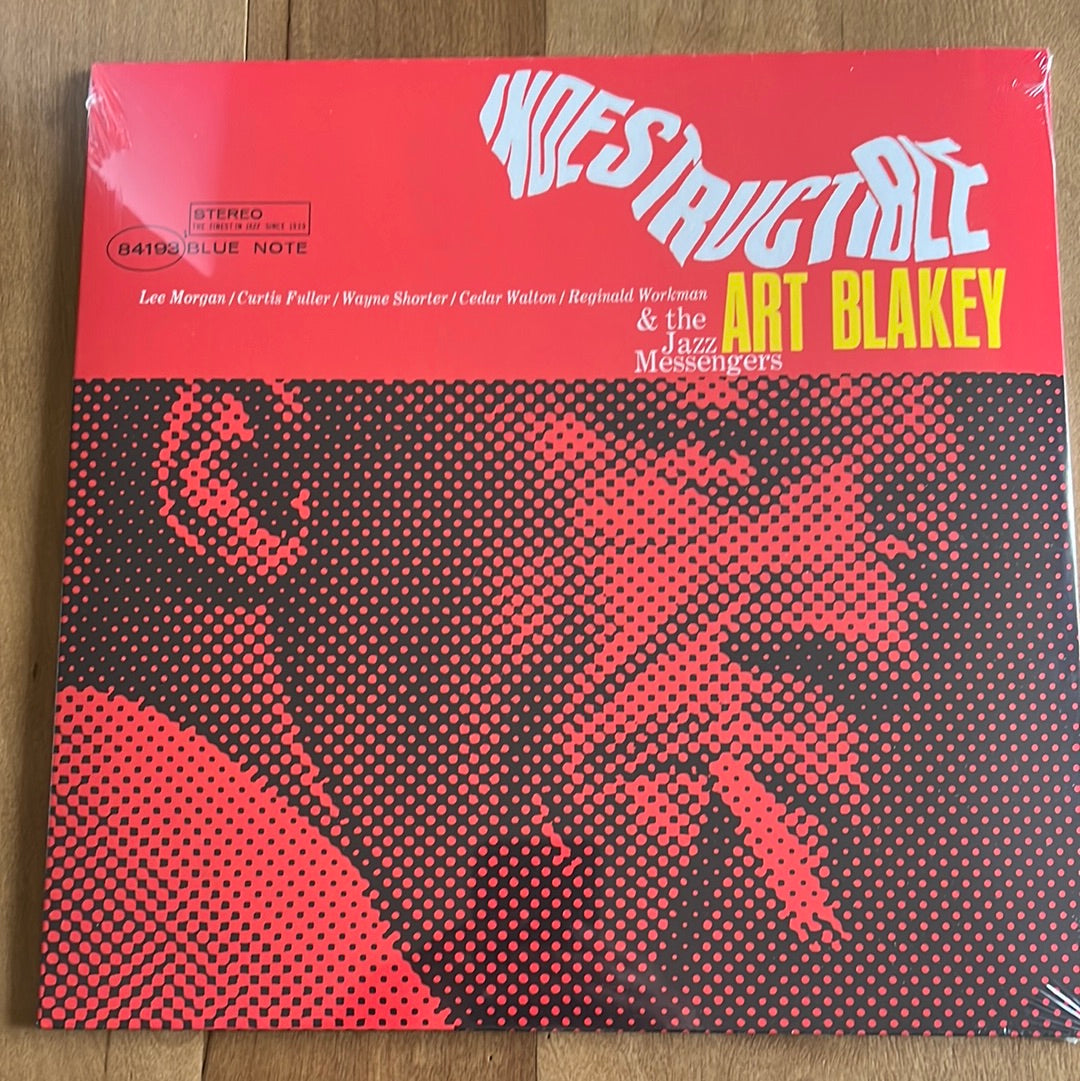 INDESTRUCTIBLE
STEREO
THE FINEST IN JAZZ SINCE 1939
84193 BLUE NOTE
Lee Morgan / Curtis Fuller / Wayne Shorter / Cedar Walton / Reginald Workman
ART BLAKEY
& the
Jazz
Messengers